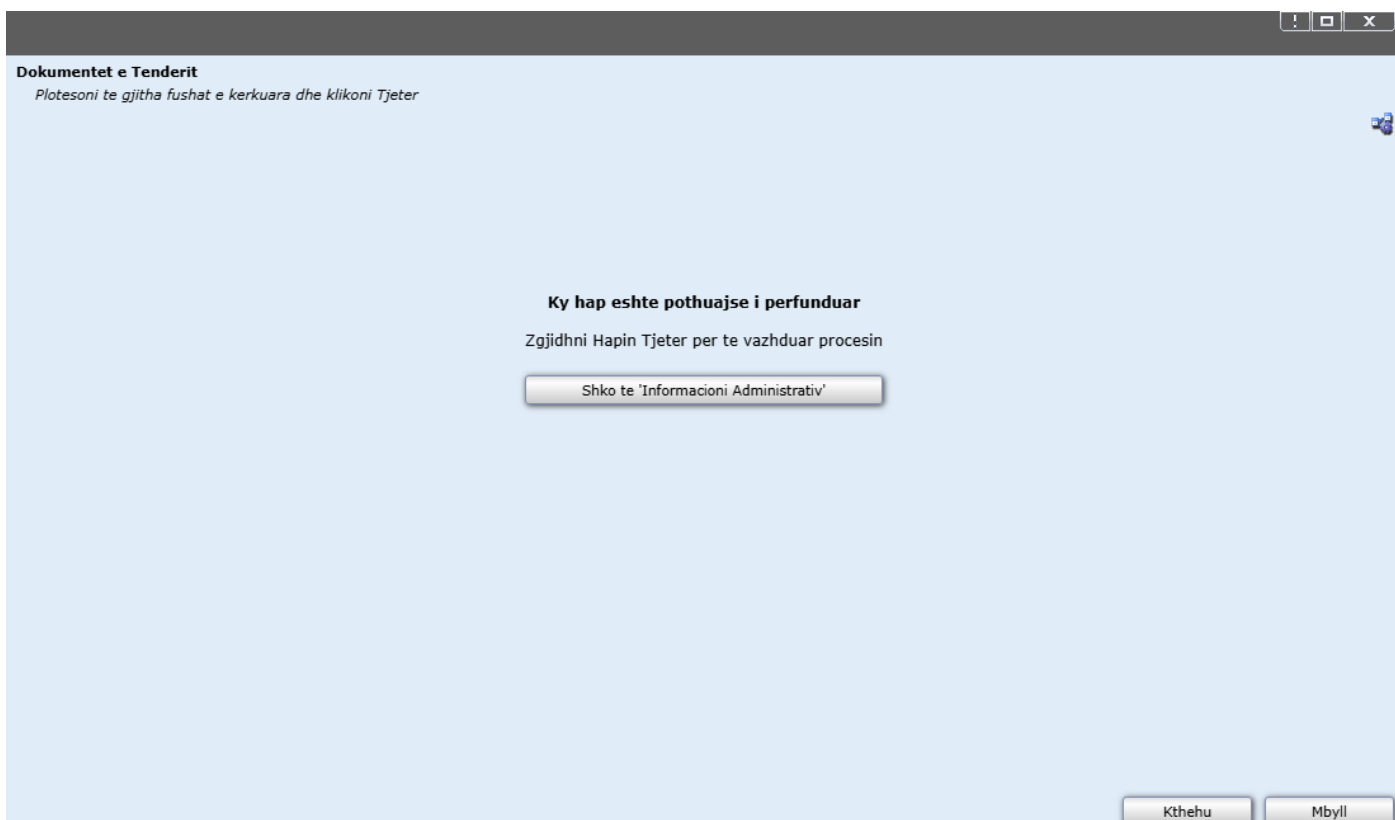 ! X
Dokumentet e Tenderit
Plotesoni te gjitha fushat e kerkuara dhe klikoni Tjeter
Ky hap eshte pothuajse i perfunduar
Zgjidhni Hapin Tjeter per te vazhduar procesin
Shko te 'Informacioni Administrativ'
Kthehu Mbyll